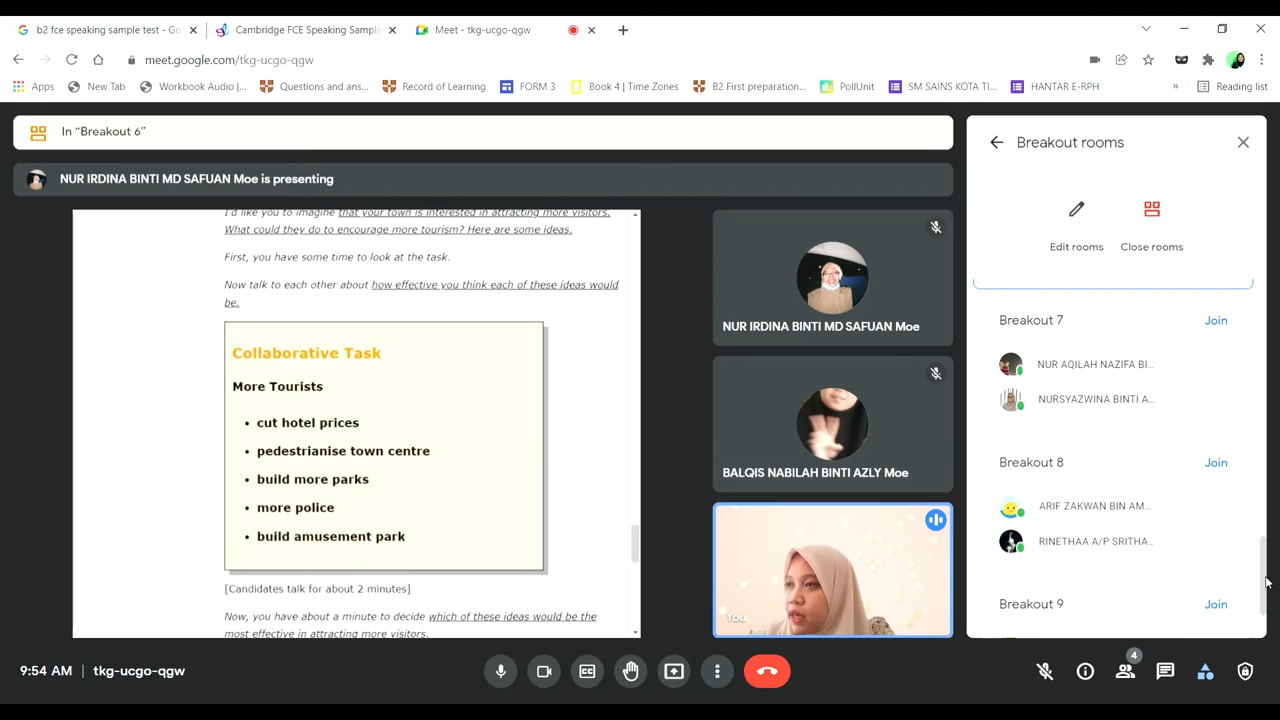 b2 fce speaking sample test - Go
Cambridge FCE Speaking Sample
Meet - tkg-ucgo-qgw
meet.google.com/tkg-ucgo-qgw
Apps
New Tab
Workbook Audio |...
Questions and ans...
Record of Learning
FORM 3
Book 4 | Time Zones
B2 First preparation...
PollUnit
SM SAINS KOTA TI...
HANTAR E-RPH
»
Reading list
In "Breakout 6"
NUR IRDINA BINTI MD SAFUAN Moe is presenting
I'd like you to imagine that your town is interested in attracting more visitors.
What could they do to encourage more tourism? Here are some ideas.
First, you have some time to look at the task.
Now talk to each other about how effective you think each of these ideas would
be.
Collaborative Task
More Tourists
• cut hotel prices
• pedestrianise town centre
• build more parks
• more police
• build amusement park
[Candidates talk for about 2 minutes]
Now, you have about a minute to decide which of these ideas would be the
most effective in attracting more visitors.
NUR IRDINA BINTI MD SAFUAN Moe
BALQIS NABILAH BINTI AZLY Moe
You
Breakout rooms
Edit rooms
Close rooms
Breakout 7
Join
NUR AQILAH NAZIFA BI...
NURSYAZWINA BINTI A...
Breakout 8
Join
ARIF ZAKWAN BIN AM...
RINETHAA A/P SRITHA...
Breakout 9
Join
9:54 AM
tkg-ucgo-qgw
4